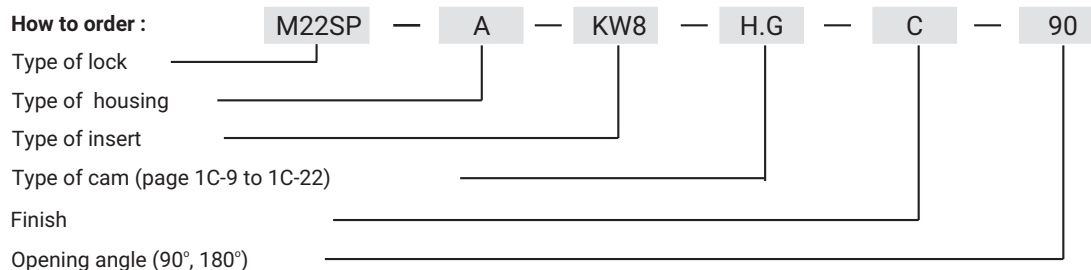 How to order : M22SP — A — KW8 — H.G — C — 90
Type of lock
Type of  housing
Type of insert
Type of cam (page 1C-9 to 1C-22)
Finish
Opening angle (90°, 180°)